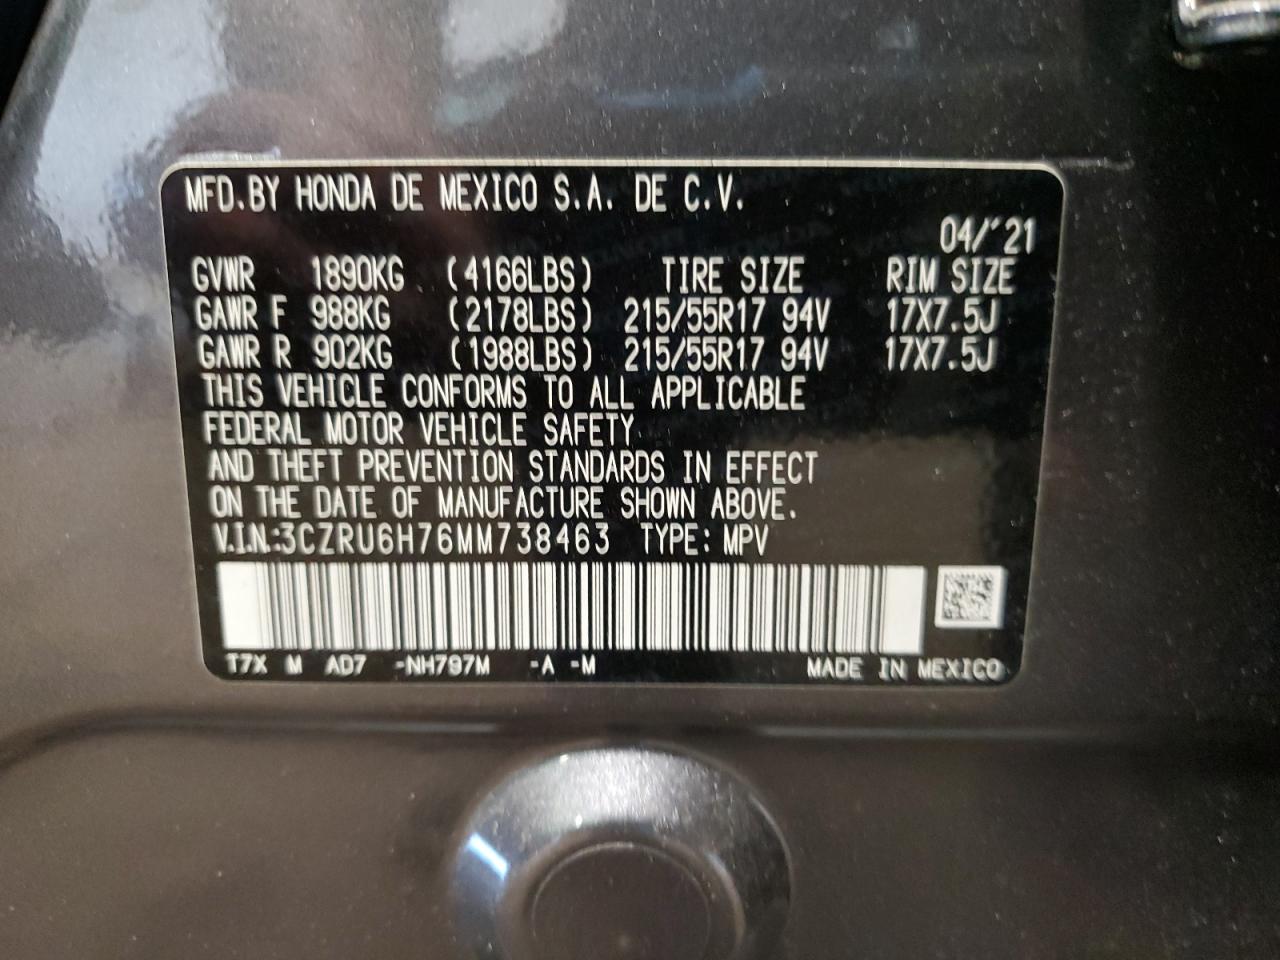 MFD.BY HONDA DE MEXICO S.A. DE C.V.
04/'21
GVWR 1890KG (4166LBS) TIRE SIZE RIM SIZE
GAWR F 988KG (2178LBS) 215/55R17 94V 17X7.5J
GAWR R 902KG (1988LBS) 215/55R17 94V 17X7.5J
THIS VEHICLE CONFORMS TO ALL APPLICABLE
FEDERAL MOTOR VEHICLE SAFETY
AND THEFT PREVENTION STANDARDS IN EFFECT
ON THE DATE OF MANUFACTURE SHOWN ABOVE.
V.I.N.:3CZRU6H76MM738463 TYPE: MPV
T7X M AD7 -NH797M -A -M MADE IN MEXICO